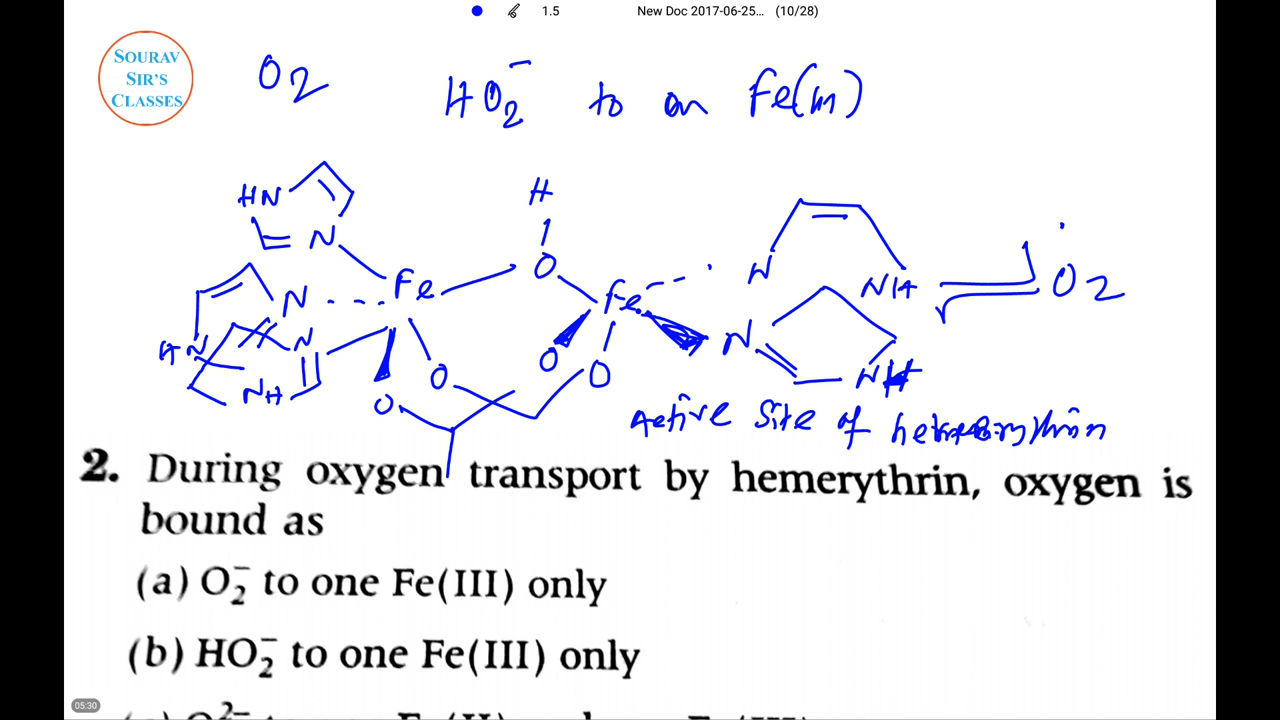 1.5 New Doc 2017-06-25... (10/28)
SOURAV
SIR'S
CLASSES
O2 HO2⁻ to on Fe(III)
H
HN
N
Fe
O
Fe
N
NH
O2
N
N
HN
NH
O
O
O
O
N
NH
Active Site of
2. During oxygen transport by hemerythrin, oxygen is
bound as
(a) O2⁻ to one Fe(III) only
(b) HO2⁻ to one Fe(III) only
05:30